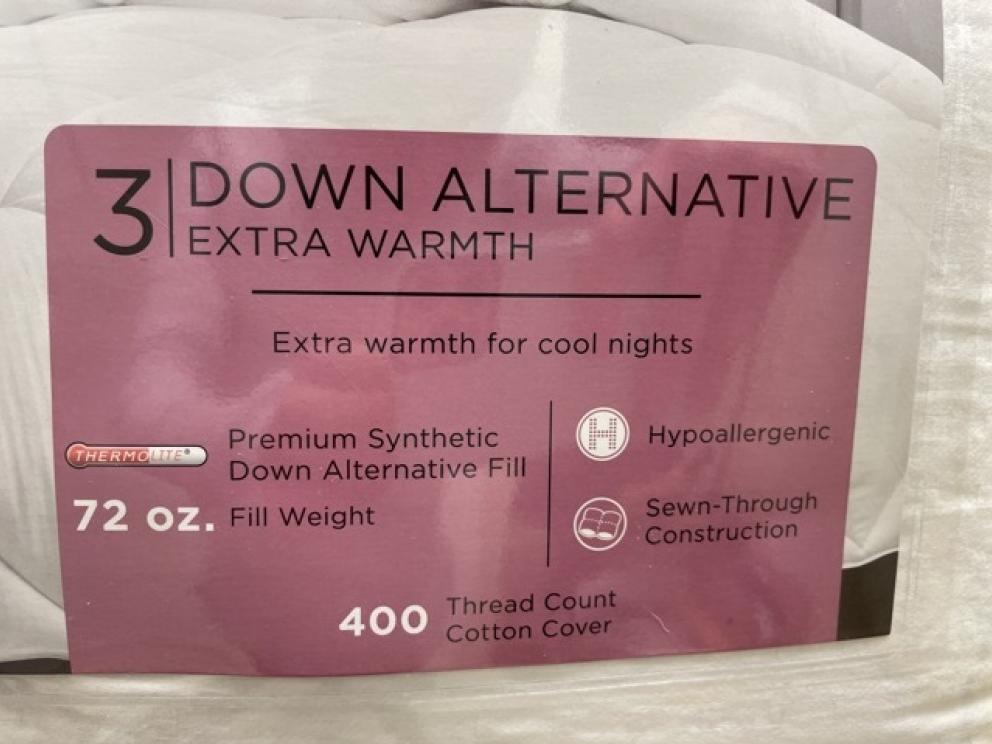 3 DOWN ALTERNATIVE
EXTRA WARMTH
Extra warmth for cool nights
THERMOLITE®
Premium Synthetic
Down Alternative Fill
72 oz. Fill Weight
H
Hypoallergenic
Sewn-Through
Construction
400 Thread Count
Cotton Cover